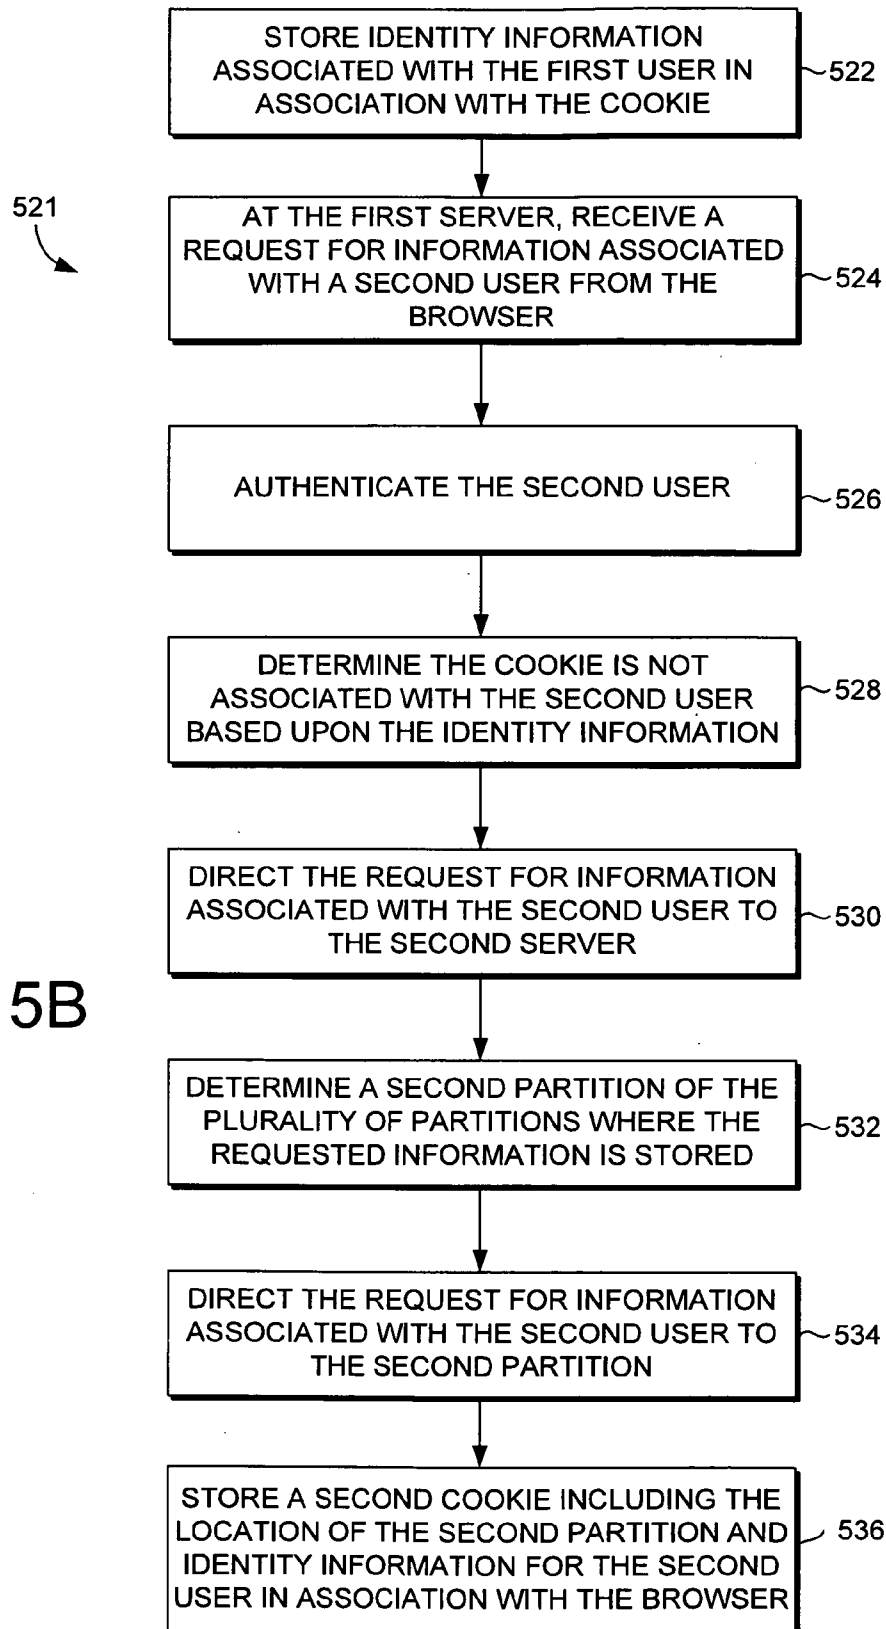 STORE IDENTITY INFORMATION
ASSOCIATED WITH THE FIRST USER IN
ASSOCIATION WITH THE COOKIE
522
521
AT THE FIRST SERVER, RECEIVE A
REQUEST FOR INFORMATION ASSOCIATED
WITH A SECOND USER FROM THE
BROWSER
524
AUTHENTICATE THE SECOND USER
526
DETERMINE THE COOKIE IS NOT
ASSOCIATED WITH THE SECOND USER
BASED UPON THE IDENTITY INFORMATION
528
DIRECT THE REQUEST FOR INFORMATION
ASSOCIATED WITH THE SECOND USER TO
THE SECOND SERVER
530
5B
DETERMINE A SECOND PARTITION OF THE
PLURALITY OF PARTITIONS WHERE THE
REQUESTED INFORMATION IS STORED
532
DIRECT THE REQUEST FOR INFORMATION
ASSOCIATED WITH THE SECOND USER TO
THE SECOND PARTITION
534
STORE A SECOND COOKIE INCLUDING THE
LOCATION OF THE SECOND PARTITION AND
IDENTITY INFORMATION FOR THE SECOND
USER IN ASSOCIATION WITH THE BROWSER
536